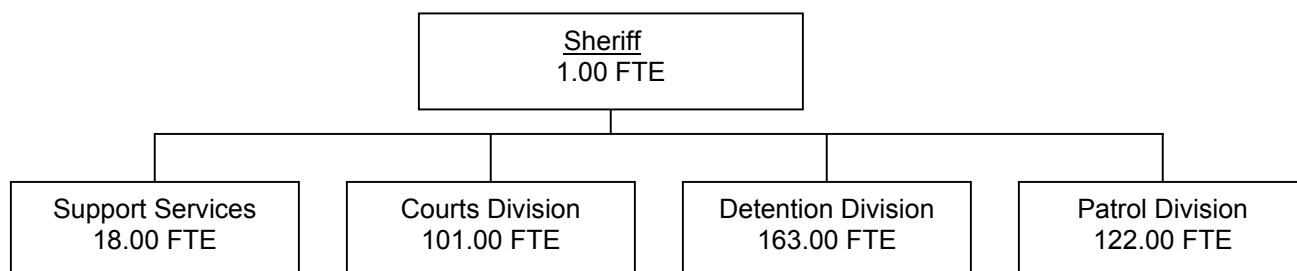 Sheriff
1.00 FTE
Support Services
18.00 FTE
Courts Division
101.00 FTE
Detention Division
163.00 FTE
Patrol Division
122.00 FTE